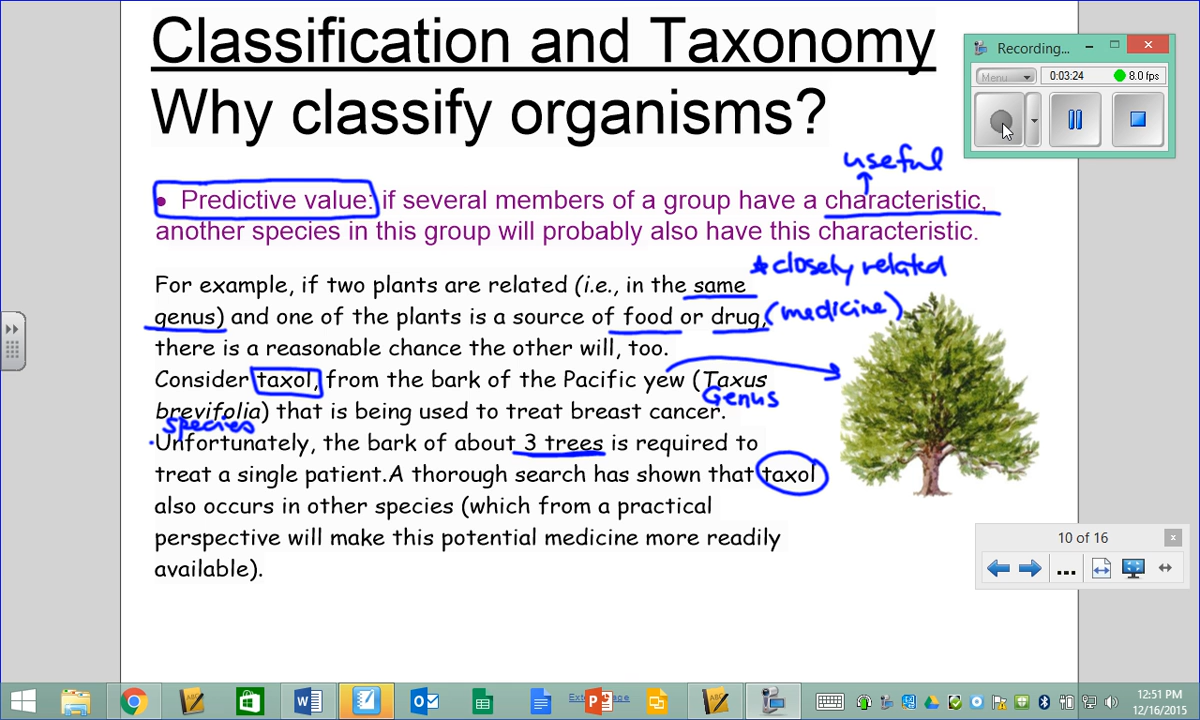 Classification and Taxonomy
Why classify organisms?
Recording...
Menu
0:03:24
8.0 fps
useful
• Predictive value: if several members of a group have a characteristic,
another species in this group will probably also have this characteristic.
*closely related
For example, if two plants are related (i.e., in the same
genus) and one of the plants is a source of food or drug, (medicine)
there is a reasonable chance the other will, too.
Consider taxol, from the bark of the Pacific yew (Taxus
Genus
brevifolia) that is being used to treat breast cancer.
species
Unfortunately, the bark of about 3 trees is required to
treat a single patient.A thorough search has shown that taxol
also occurs in other species (which from a practical
perspective will make this potential medicine more readily
available).
10 of 16
...
12:51 PM
12/16/2015